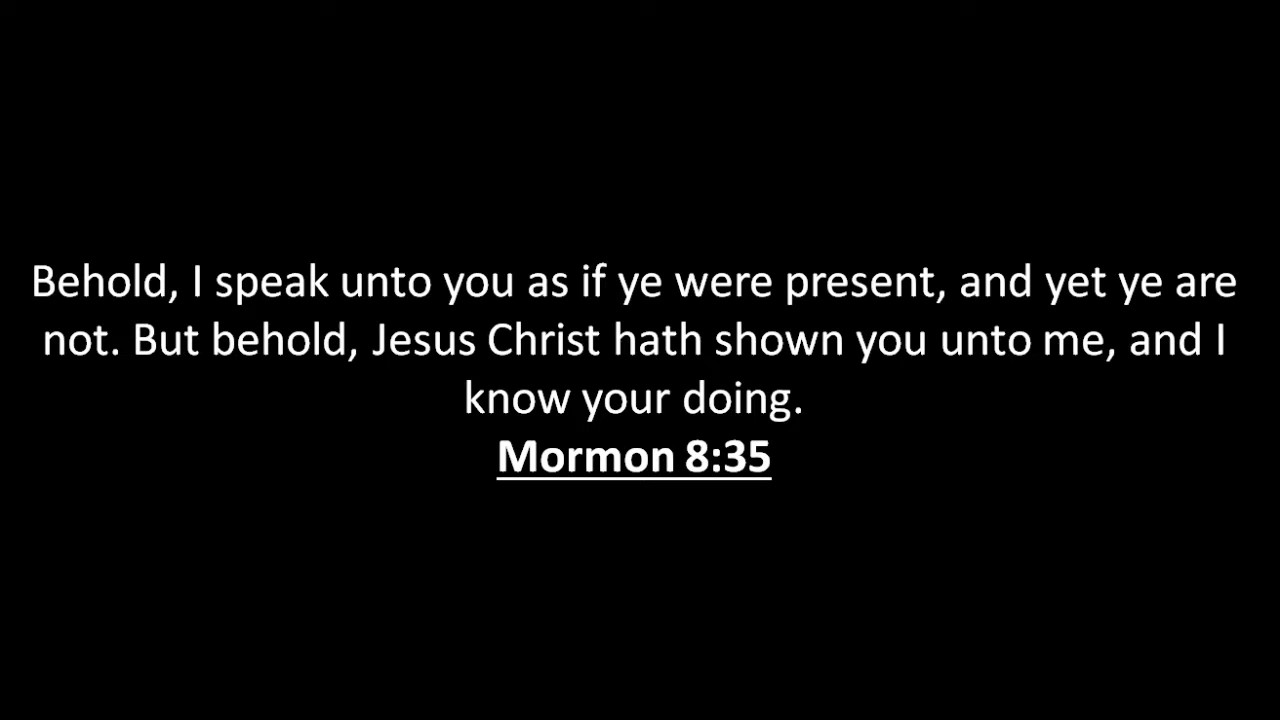 Behold, I speak unto you as if ye were present, and yet ye are
not. But behold, Jesus Christ hath shown you unto me, and I
know your doing.
Mormon 8:35